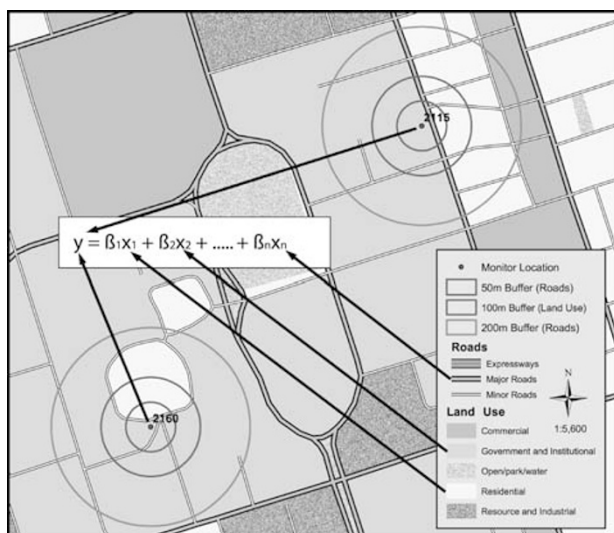 2115
y = ß₁x₁ + ß₂x₂ + ..... + ßₙxₙ
Monitor Location
50m Buffer (Roads)
100m Buffer (Land Use)
200m Buffer (Roads)
Roads
Expressways
Major Roads
Minor Roads
N
1:5,600
Land Use
Commercial
Government and Institutional
Open/park/water
Residential
Resource and Industrial
2160